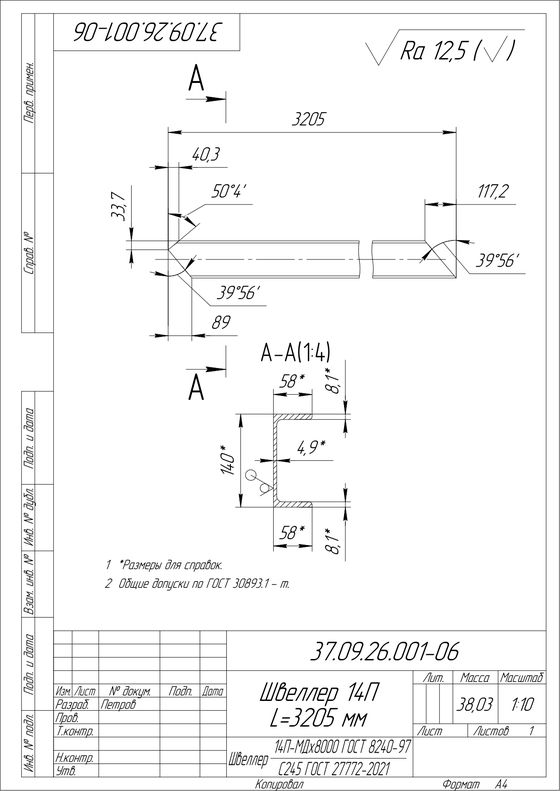 37.09.26.001-06
Ra 12,5 (√)
Перв. примен.
Справ. №
Подп. и дата
Инв. № дубл.
Взам. инв. №
Подп. и дата
Инв. № подл.
А
3205
40,3
50°4'
33,7
117,2
39°56'
39°56'
89
А
А-А(1:4)
58*
8,1*
140*
4,9*
58*
8,1*
1 *Размеры для справок.
2 Общие допуски по ГОСТ 30893.1 - m.
37.09.26.001-06
Изм. Лист № докум. Подп. Дата
Разраб. Петров
Пров.
Т.контр.
Н.контр.
Утв.
Швеллер 14П
L=3205 мм
Лит. Масса Масштаб
38,03 1:10
Лист Листов 1
Швеллер 14П-МДх8000 ГОСТ 8240-97
С245 ГОСТ 27772-2021
Копировал Формат А4